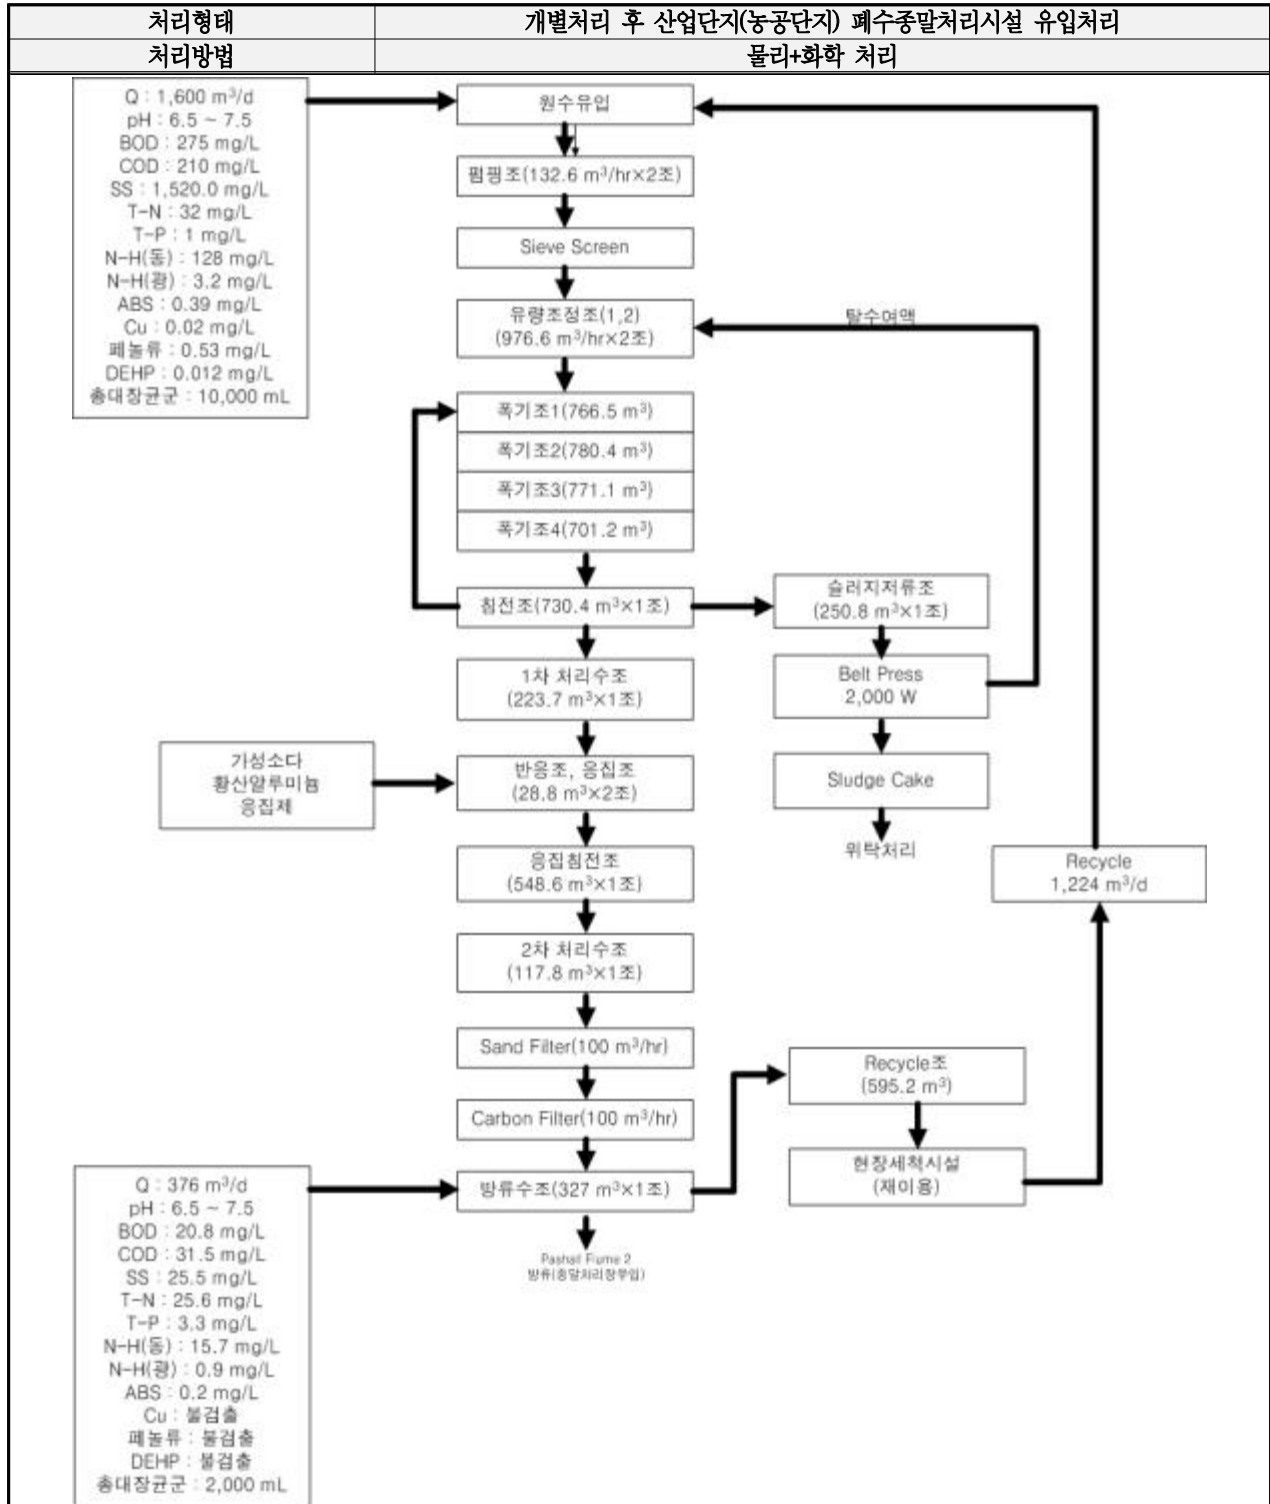 처리형태
개별처리 후 산업단지(농공단지) 폐수종말처리시설 유입처리
처리방법
물리+화학 처리
Q : 1,600 m³/d
pH : 6.5 ~ 7.5
BOD : 275 mg/L
COD : 210 mg/L
SS : 1,520.0 mg/L
T-N : 32 mg/L
T-P : 1 mg/L
N-H(동) : 128 mg/L
N-H(광) : 3.2 mg/L
ABS : 0.39 mg/L
Cu : 0.02 mg/L
페놀류 : 0.53 mg/L
DEHP : 0.012 mg/L
총대장균군 : 10,000 mL
원수유입
펌핑조(132.6 m³/hr×2조)
Sieve Screen
유량조정조(1,2)
(976.6 m³/hr×2조)
탈수여액
폭기조1(766.5 m³)
폭기조2(780.4 m³)
폭기조3(771.1 m³)
폭기조4(701.2 m³)
침전조(730.4 m³×1조)
슬러지저류조
(250.8 m³×1조)
1차 처리수조
(223.7 m³×1조)
Belt Press
2,000 W
가성소다
황산알루미늄
응집제
반응조, 응집조
(28.8 m³×2조)
Sludge Cake
위탁처리
응집침전조
(548.6 m³×1조)
Recycle
1,224 m³/d
2차 처리수조
(117.8 m³×1조)
Sand Filter(100 m³/hr)
Recycle조
(595.2 m³)
Carbon Filter(100 m³/hr)
현장세척시설
(재이용)
방류수조(327 m³×1조)
Pashall Flume 2
방류(종말처리장무입)
Q : 376 m³/d
pH : 6.5 ~ 7.5
BOD : 20.8 mg/L
COD : 31.5 mg/L
SS : 25.5 mg/L
T-N : 25.6 mg/L
T-P : 3.3 mg/L
N-H(동) : 15.7 mg/L
N-H(광) : 0.9 mg/L
ABS : 0.2 mg/L
Cu : 불검출
페놀류 : 불검출
DEHP : 불검출
총대장균군 : 2,000 mL